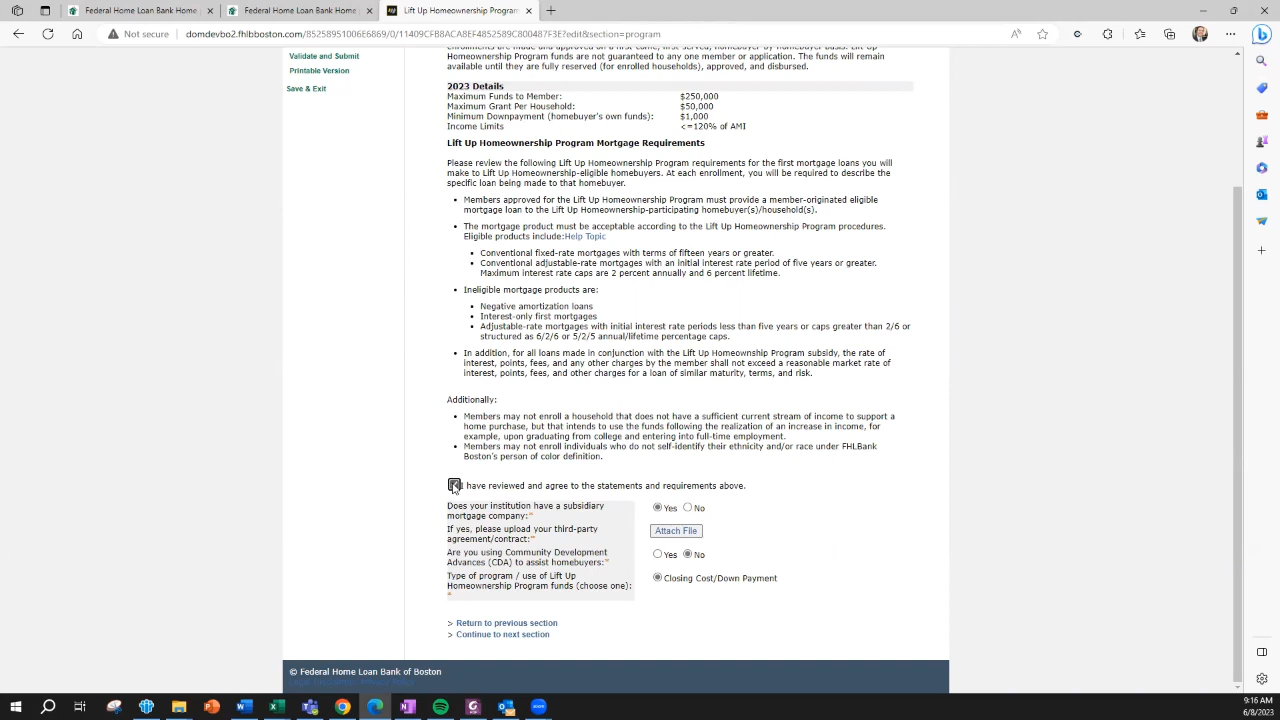 Federal Home Loan Bank of Bost
Federal Home Loan Bank of Bost
Lift Up Homeownership Program
Not secure
domdevbo2.fhlbboston.com/85258951006E6869/0/11409CFB8ACA8EF4852589C800487F3E?edit&section=program
Validate and Submit
Printable Version
Save & Exit
enrollments are made and approved on a first-come, first-served, homebuyer-by-homebuyer basis. Lift Up
Homeownership Program funds are not guaranteed to any one member or application. The funds will remain
available until they are fully reserved (for enrolled households), approved, and disbursed.
2023 Details
Maximum Funds to Member: $250,000
Maximum Grant Per Household: $50,000
Minimum Downpayment (homebuyer's own funds): $1,000
Income Limits <=120% of AMI
Lift Up Homeownership Program Mortgage Requirements
Please review the following Lift Up Homeownership Program requirements for the first mortgage loans you will
make to Lift Up Homeownership-eligible homebuyers. At each enrollment, you will be required to describe the
specific loan being made to that homebuyer.
• Members approved for the Lift Up Homeownership Program must provide a member-originated eligible
mortgage loan to the Lift Up Homeownership-participating homebuyer(s)/household(s).
• The mortgage product must be acceptable according to the Lift Up Homeownership Program procedures.
Eligible products include:Help Topic
• Conventional fixed-rate mortgages with terms of fifteen years or greater.
• Conventional adjustable-rate mortgages with an initial interest rate period of five years or greater.
Maximum interest rate caps are 2 percent annually and 6 percent lifetime.
• Ineligible mortgage products are:
• Negative amortization loans
• Interest-only first mortgages
• Adjustable-rate mortgages with initial interest rate periods less than five years or caps greater than 2/6 or
structured as 6/2/6 or 5/2/5 annual/lifetime percentage caps.
• In addition, for all loans made in conjunction with the Lift Up Homeownship Program subsidy, the rate of
interest, points, fees, and any other charges by the member shall not exceed a reasonable market rate of
interest, points, fees, and other charges for a loan of similar maturity, terms, and risk.
Additionally:
• Members may not enroll a household that does not have a sufficient current stream of income to support a
home purchase, but that intends to use the funds following the realization of an increase in income, for
example, upon graduating from college and entering into full-time employment.
• Members may not enroll individuals who do not self-identify their ethnicity and/or race under FHLBank
Boston's person of color definition.
I have reviewed and agree to the statements and requirements above.
Does your institution have a subsidiary
mortgage company:* Yes No
If yes, please upload your third-party
agreement/contract:* Attach File
Are you using Community Development
Advances (CDA) to assist homebuyers:* Yes No
Type of program / use of Lift Up
Homeownership Program funds (choose one):
* Closing Cost/Down Payment
> Return to previous section
> Continue to next section
© Federal Home Loan Bank of Boston
9:16 AM
6/8/2023